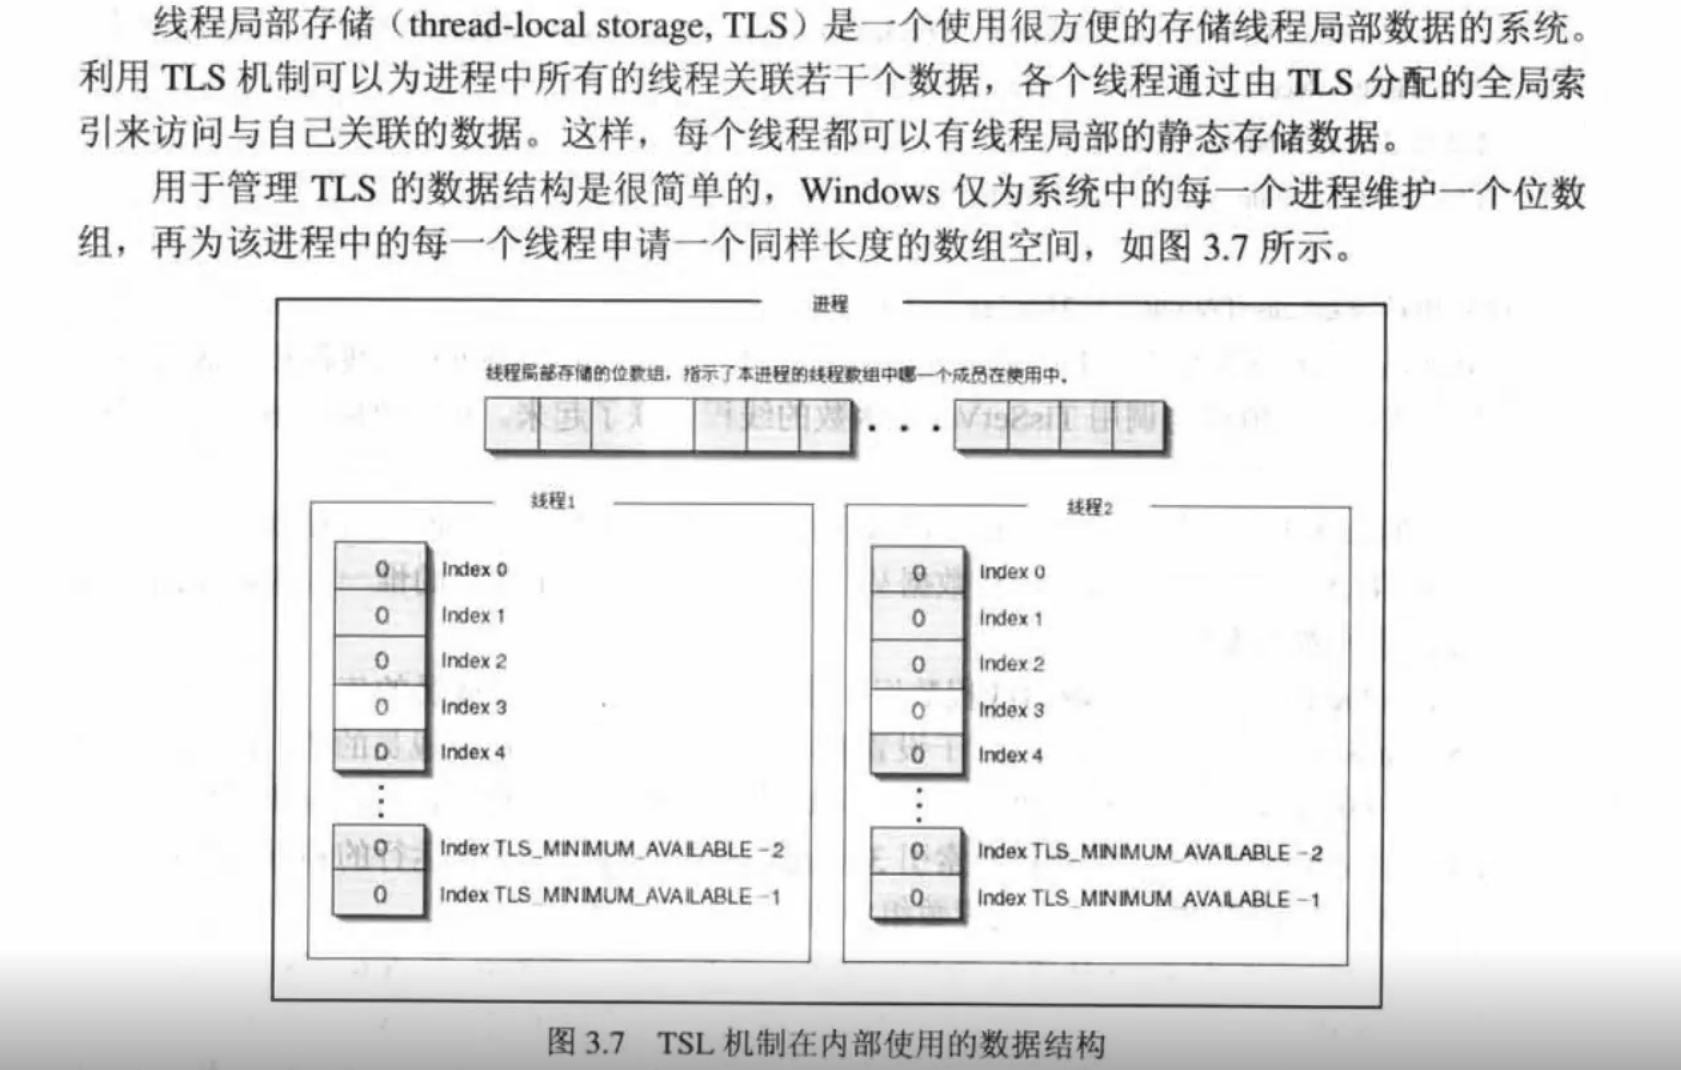 线程局部存储（thread-local storage, TLS）是一个使用很方便的存储线程局部数据的系统。
利用 TLS 机制可以为进程中所有的线程关联若干个数据，各个线程通过由 TLS 分配的全局索
引来访问与自己关联的数据。这样，每个线程都可以有线程局部的静态存储数据。
用于管理 TLS 的数据结构是很简单的，Windows 仅为系统中的每一个进程维护一个位数
组，再为该进程中的每一个线程申请一个同样长度的数组空间，如图 3.7 所示。
进程
线程局部存储的位数组，指示了本进程的线程数组中哪一个成员在使用中。
线程1
0 Index 0
0 Index 1
0 Index 2
0 Index 3
0 Index 4
0 Index TLS_MINIMUM_AVAILABLE -2
0 Index TLS_MINIMUM_AVAILABLE -1
线程2
0 Index 0
0 Index 1
0 Index 2
0 Index 3
0 Index 4
0 Index TLS_MINIMUM_AVAILABLE -2
0 Index TLS_MINIMUM_AVAILABLE -1
图 3.7 TSL 机制在内部使用的数据结构